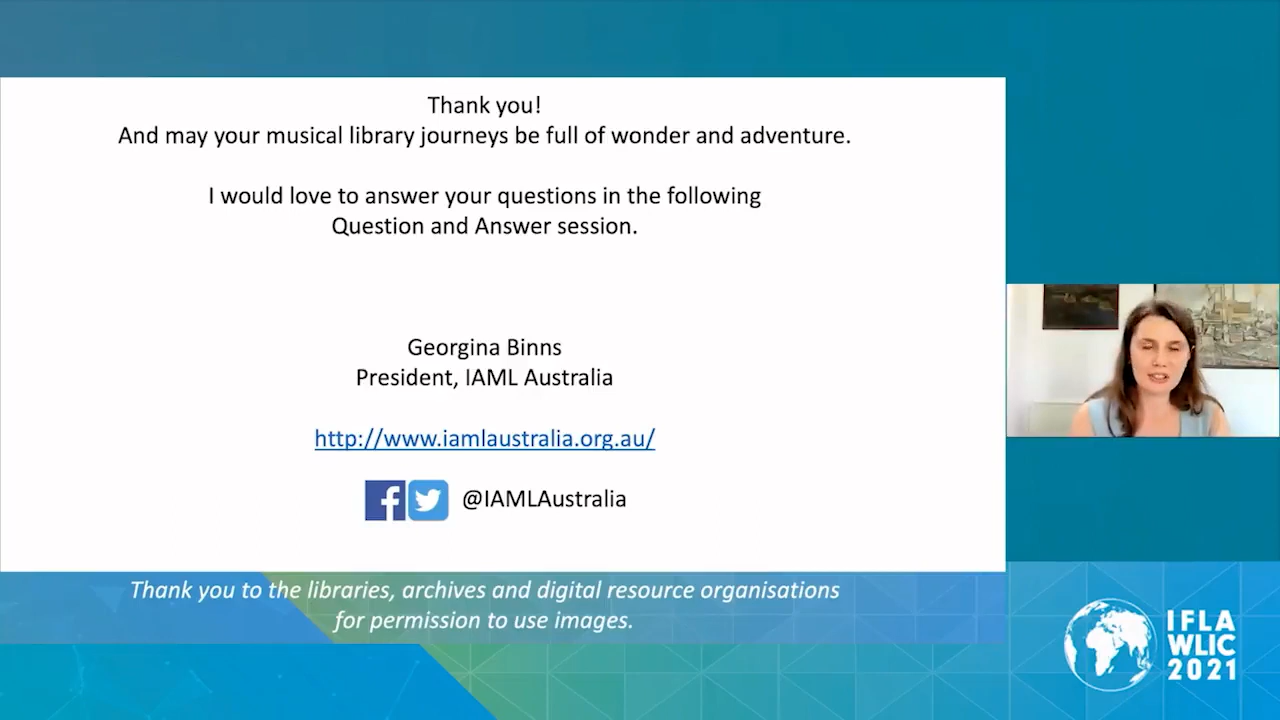 Thank you!
And may your musical library journeys be full of wonder and adventure.
I would love to answer your questions in the following
Question and Answer session.
Georgina Binns
President, IAML Australia
http://www.iamlaustralia.org.au/
@IAMLAustralia
Thank you to the libraries, archives and digital resource organisations
for permission to use images.
IFLA
WLIC
2021